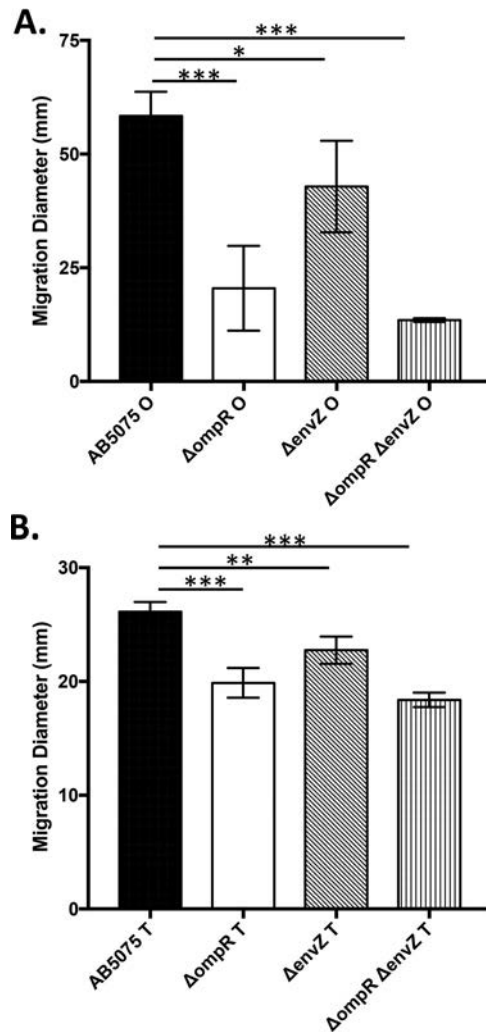 A.
Migration Diameter (mm)
75
50
25
0
***
*
***
AB5075 O
ΔompR O
ΔenvZ O
ΔompR ΔenvZ O
B.
Migration Diameter (mm)
30
20
10
0
***
**
***
AB5075 T
ΔompR T
ΔenvZ T
ΔompR ΔenvZ T